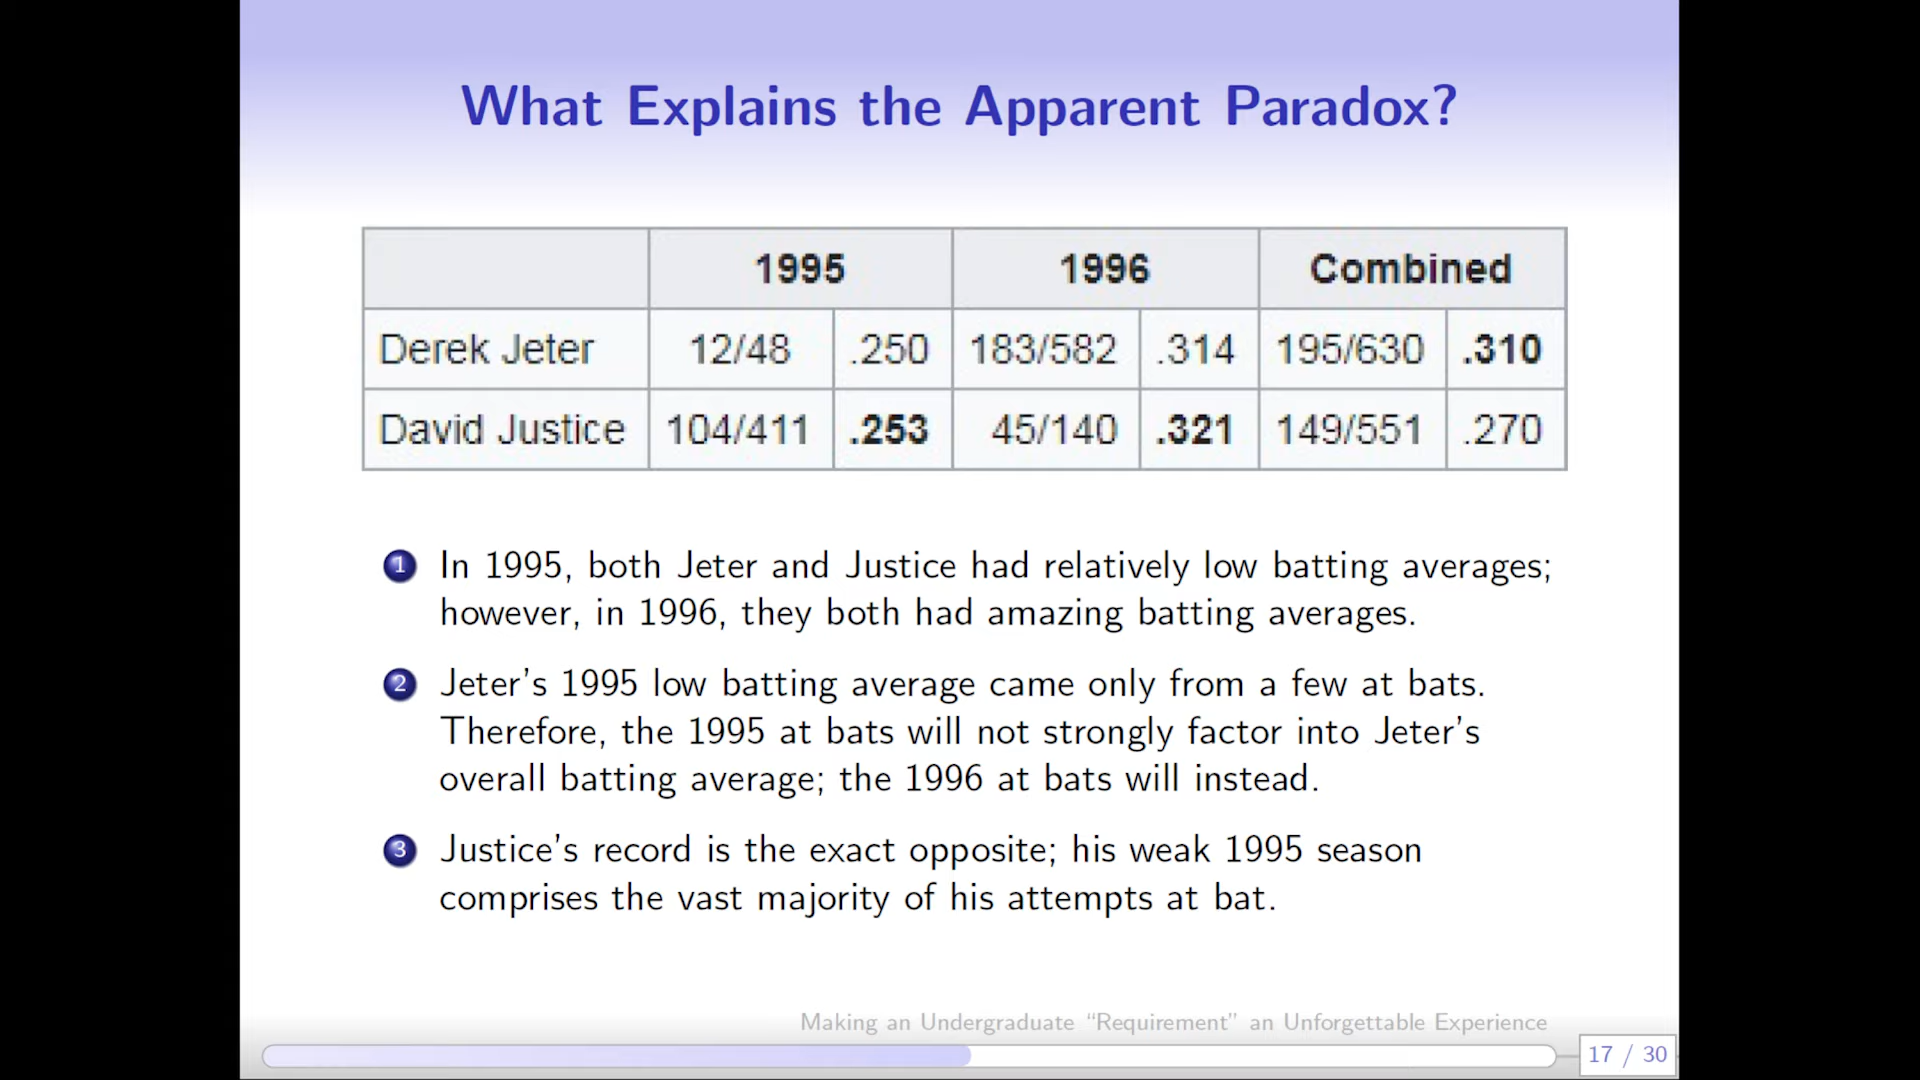 What Explains the Apparent Paradox?
1995 1996 Combined
Derek Jeter 12/48 .250 183/582 .314 195/630 .310
David Justice 104/411 .253 45/140 .321 149/551 .270
1 In 1995, both Jeter and Justice had relatively low batting averages;
however, in 1996, they both had amazing batting averages.
2 Jeter's 1995 low batting average came only from a few at bats.
Therefore, the 1995 at bats will not strongly factor into Jeter's
overall batting average; the 1996 at bats will instead.
3 Justice's record is the exact opposite; his weak 1995 season
comprises the vast majority of his attempts at bat.
Making an Undergraduate “Requirement” an Unforgettable Experience
17 / 30